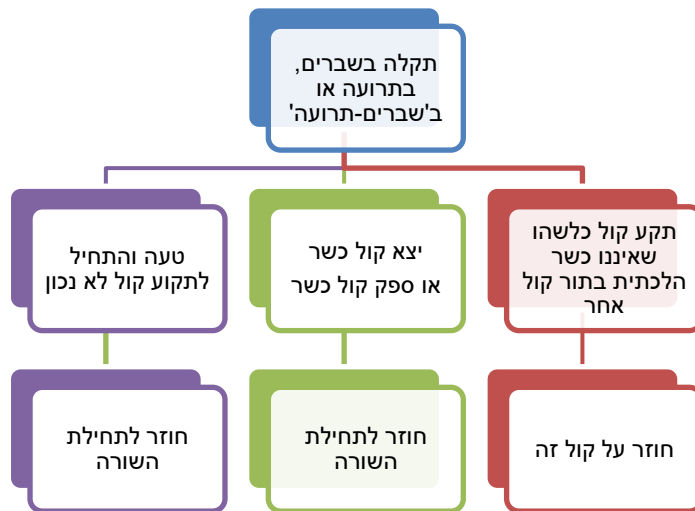 תקלה בשברים,
בתרועה או
ב'שברים-תרועה'
תקע קול כלשהו
שאיננו כשר
הלכתית בתור קול
אחר
יצא קול כשר
או ספק קול כשר
טעה והתחיל
לתקוע קול לא נכון
חוזר על קול זה
חוזר לתחילת
השורה
חוזר לתחילת
השורה